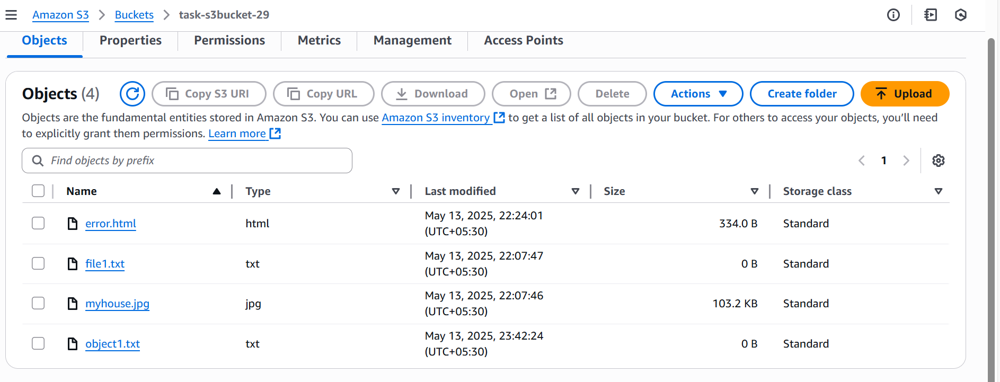 Amazon S3 > Buckets > task-s3bucket-29
Objects Properties Permissions Metrics Management Access Points
Objects (4) Copy S3 URI Copy URL Download Open Delete Actions Create folder Upload
Objects are the fundamental entities stored in Amazon S3. You can use Amazon S3 inventory to get a list of all objects in your bucket. For others to access your objects, you’ll need
to explicitly grant them permissions. Learn more
Find objects by prefix 1
Name Type Last modified Size Storage class
error.html html May 13, 2025, 22:24:01 (UTC+05:30) 334.0 B Standard
file1.txt txt May 13, 2025, 22:07:47 (UTC+05:30) 0 B Standard
myhouse.jpg jpg May 13, 2025, 22:07:46 (UTC+05:30) 103.2 KB Standard
object1.txt txt May 13, 2025, 23:42:24 (UTC+05:30) 0 B Standard